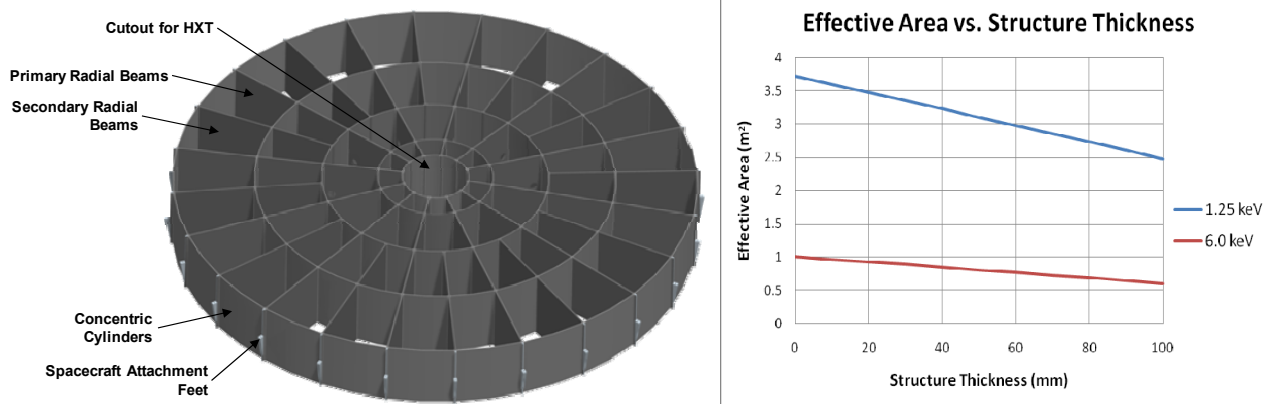 Cutout for HXT
Primary Radial Beams
Secondary Radial
Beams
Concentric
Cylinders
Spacecraft Attachment
Feet
Effective Area vs. Structure Thickness
Effective Area (m²)
4
3.5
3
2.5
2
1.5
1
0.5
0
0 20 40 60 80 100
Structure Thickness (mm)
1.25 keV
6.0 keV